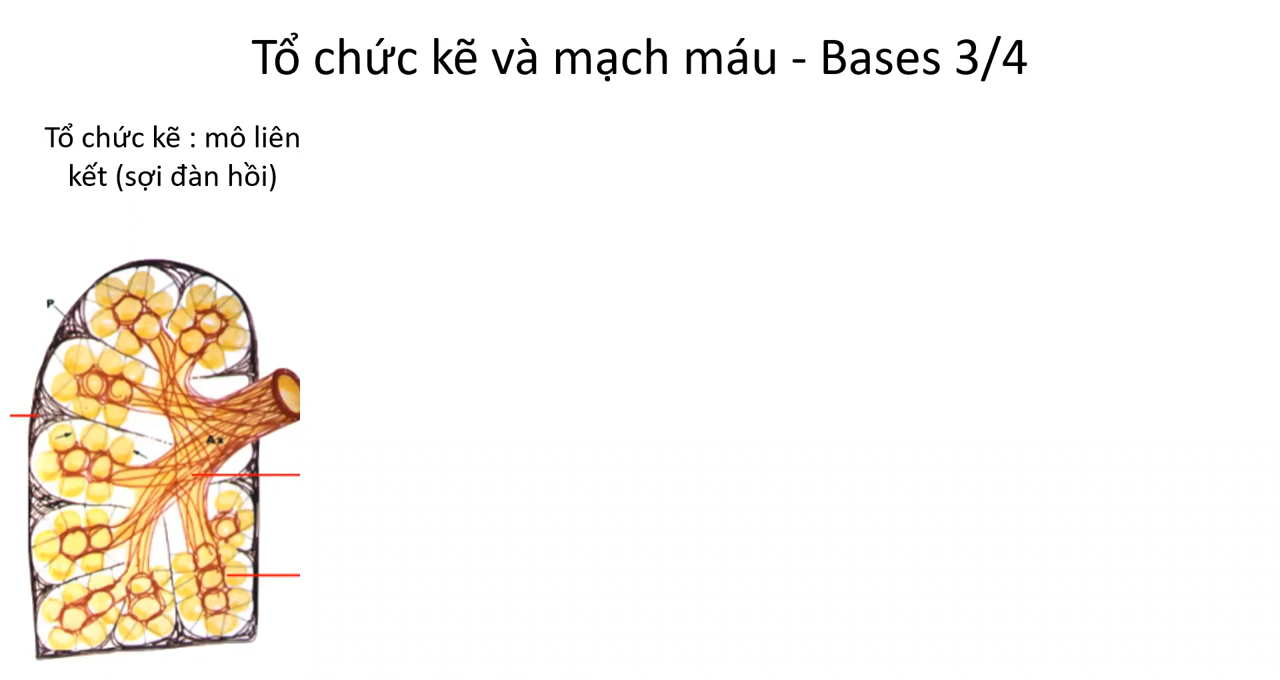 Tổ chức kẽ và mạch máu - Bases 3/4
Tổ chức kẽ : mô liên
kết (sợi đàn hồi)
P
Ax